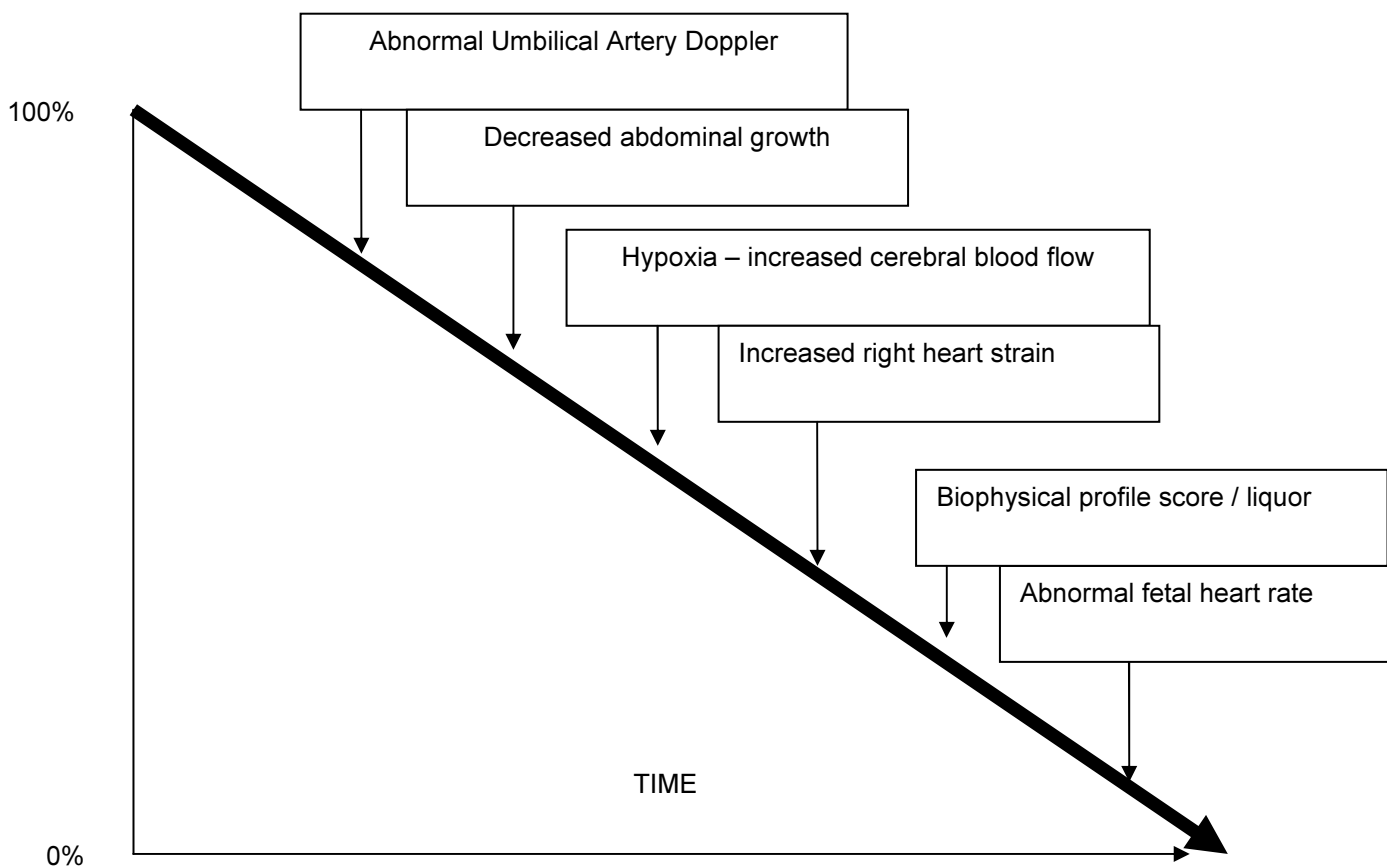 Abnormal Umbilical Artery Doppler
100%
Decreased abdominal growth
Hypoxia – increased cerebral blood flow
Increased right heart strain
Biophysical profile score / liquor
Abnormal fetal heart rate
TIME
0%